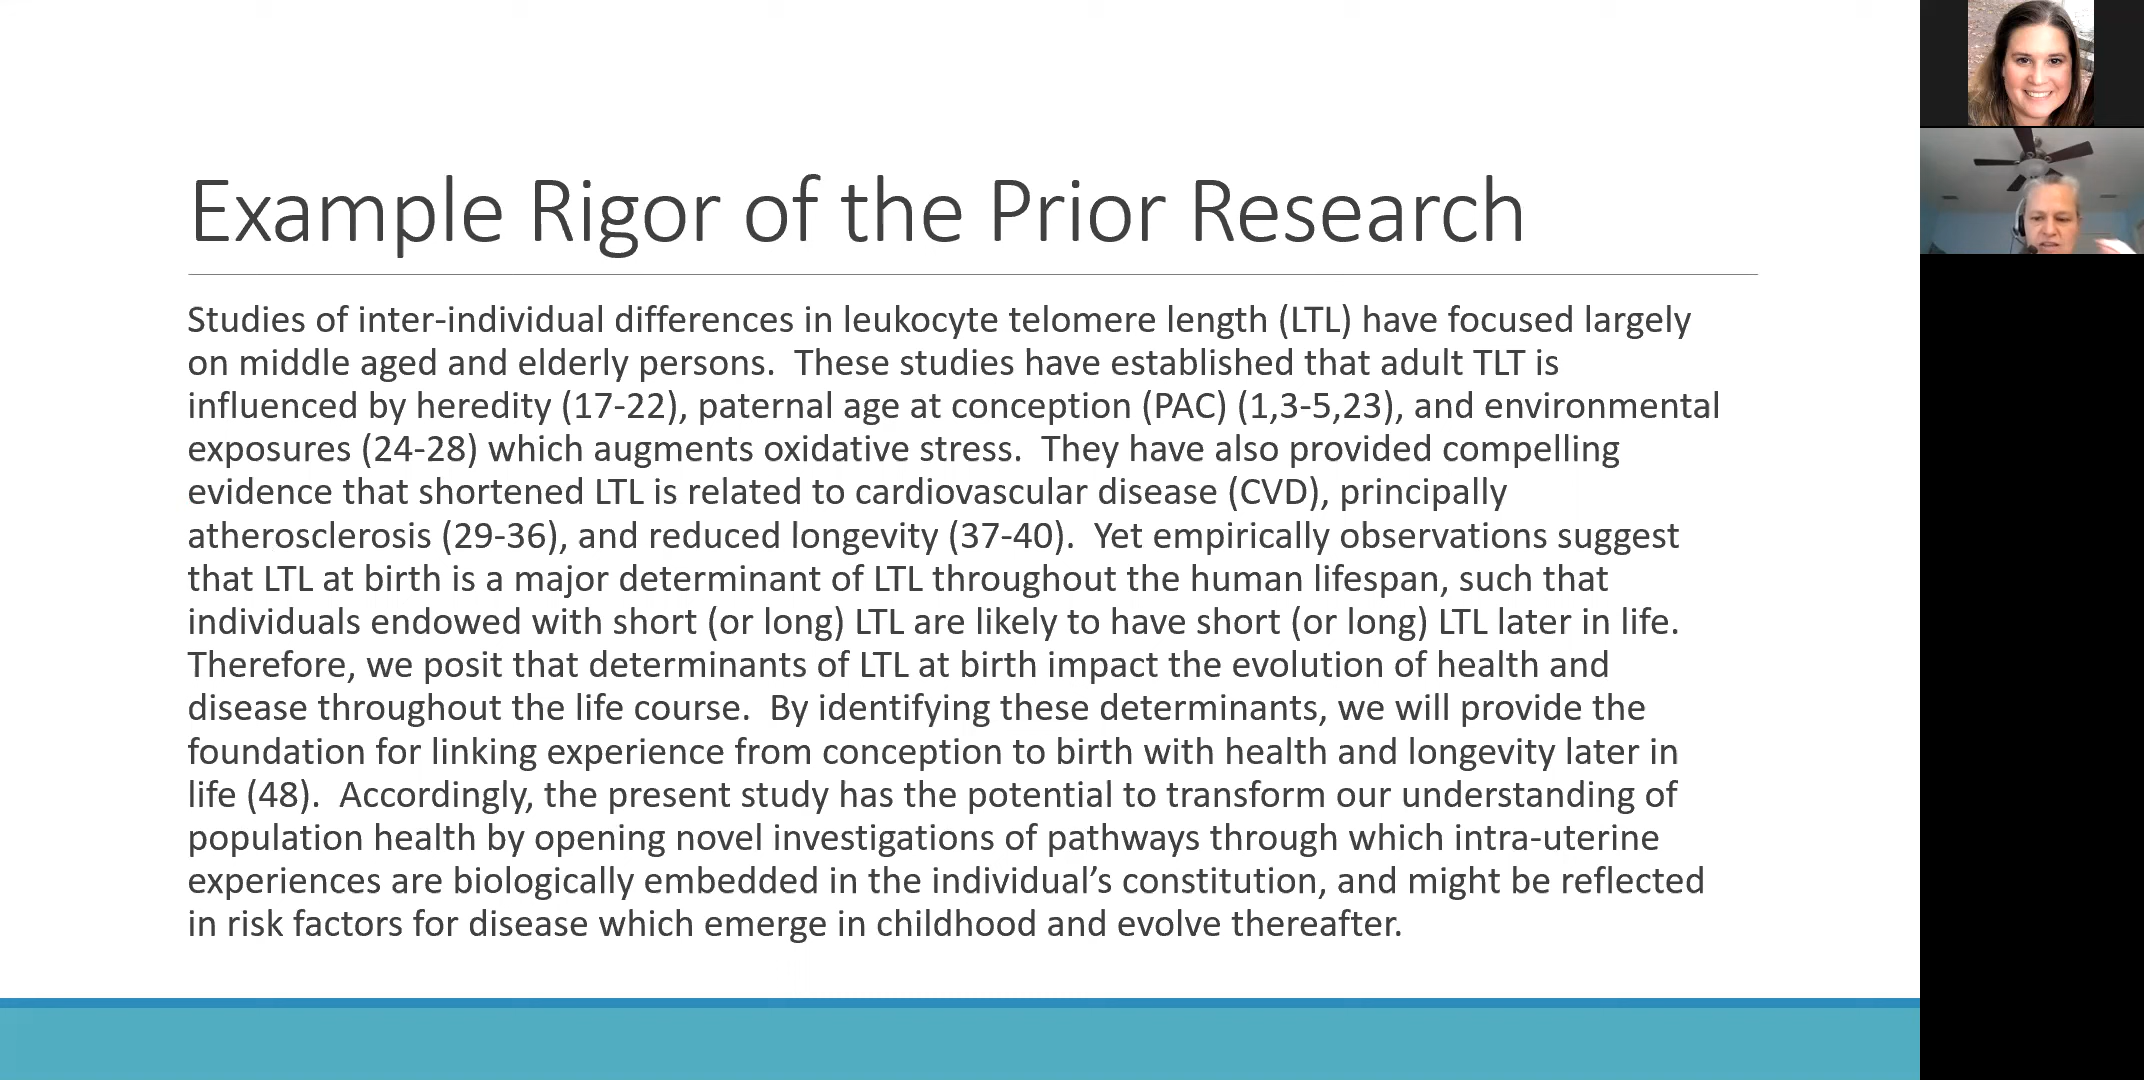 Example Rigor of the Prior Research
Studies of inter-individual differences in leukocyte telomere length (LTL) have focused largely
on middle aged and elderly persons.  These studies have established that adult TLT is
influenced by heredity (17-22), paternal age at conception (PAC) (1,3-5,23), and environmental
exposures (24-28) which augments oxidative stress.  They have also provided compelling
evidence that shortened LTL is related to cardiovascular disease (CVD), principally
atherosclerosis (29-36), and reduced longevity (37-40).  Yet empirically observations suggest
that LTL at birth is a major determinant of LTL throughout the human lifespan, such that
individuals endowed with short (or long) LTL are likely to have short (or long) LTL later in life.
Therefore, we posit that determinants of LTL at birth impact the evolution of health and
disease throughout the life course.  By identifying these determinants, we will provide the
foundation for linking experience from conception to birth with health and longevity later in
life (48).  Accordingly, the present study has the potential to transform our understanding of
population health by opening novel investigations of pathways through which intra-uterine
experiences are biologically embedded in the individual’s constitution, and might be reflected
in risk factors for disease which emerge in childhood and evolve thereafter.